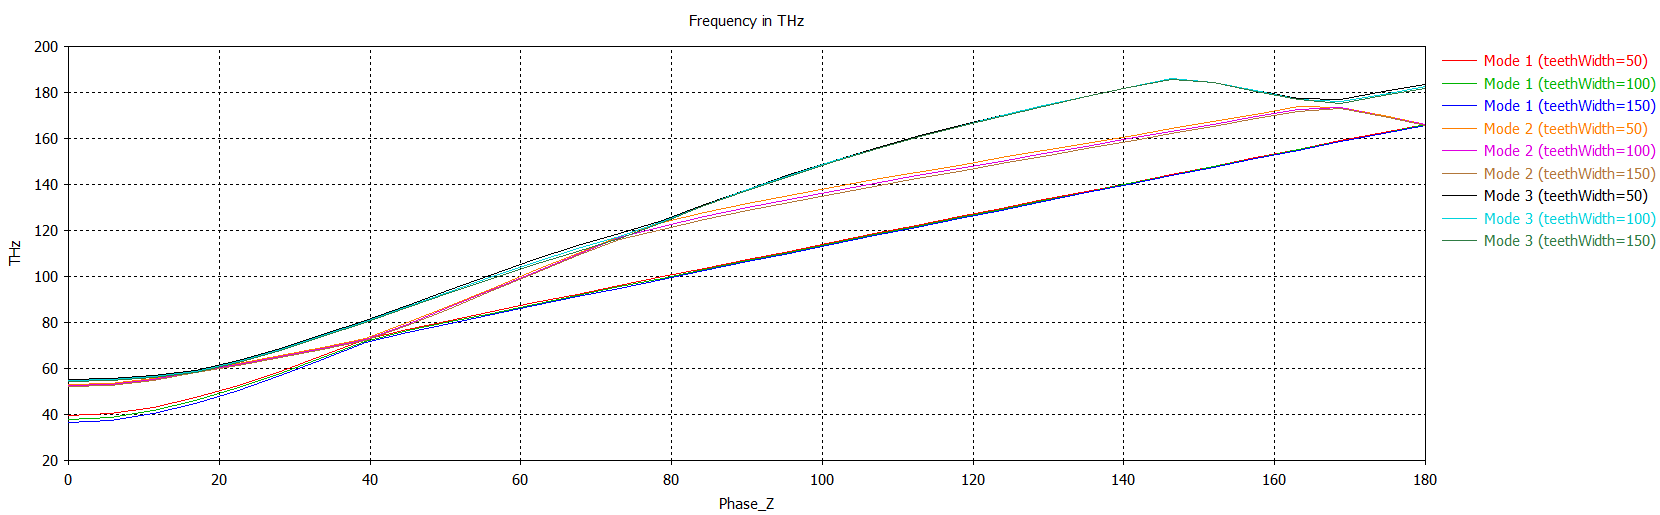 Frequency in THz
200
180
160
140
120
100
80
60
40
20
THz
0 20 40 60 80 100 120 140 160 180
Phase_Z
Mode 1 (teethWidth=50)
Mode 1 (teethWidth=100)
Mode 1 (teethWidth=150)
Mode 2 (teethWidth=50)
Mode 2 (teethWidth=100)
Mode 2 (teethWidth=150)
Mode 3 (teethWidth=50)
Mode 3 (teethWidth=100)
Mode 3 (teethWidth=150)